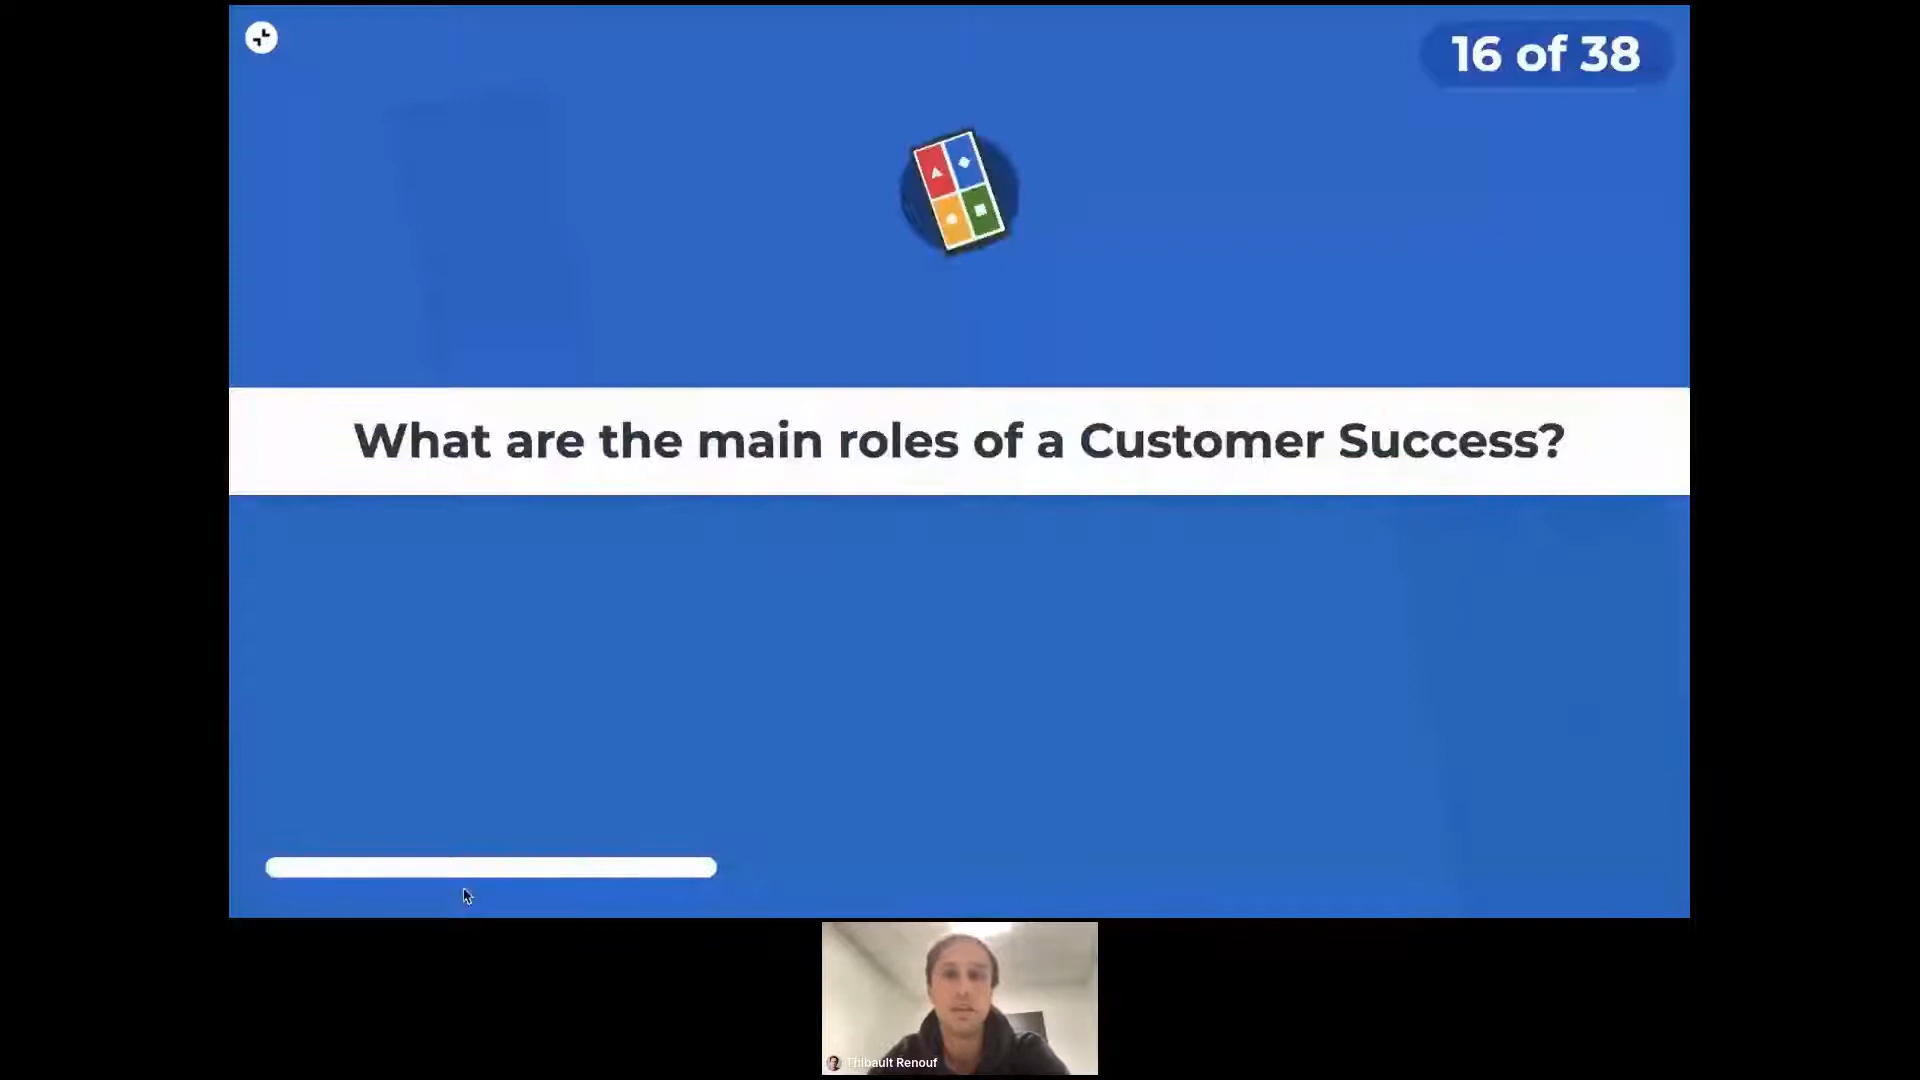 16 of 38
What are the main roles of a Customer Success?
Thibault Renouf